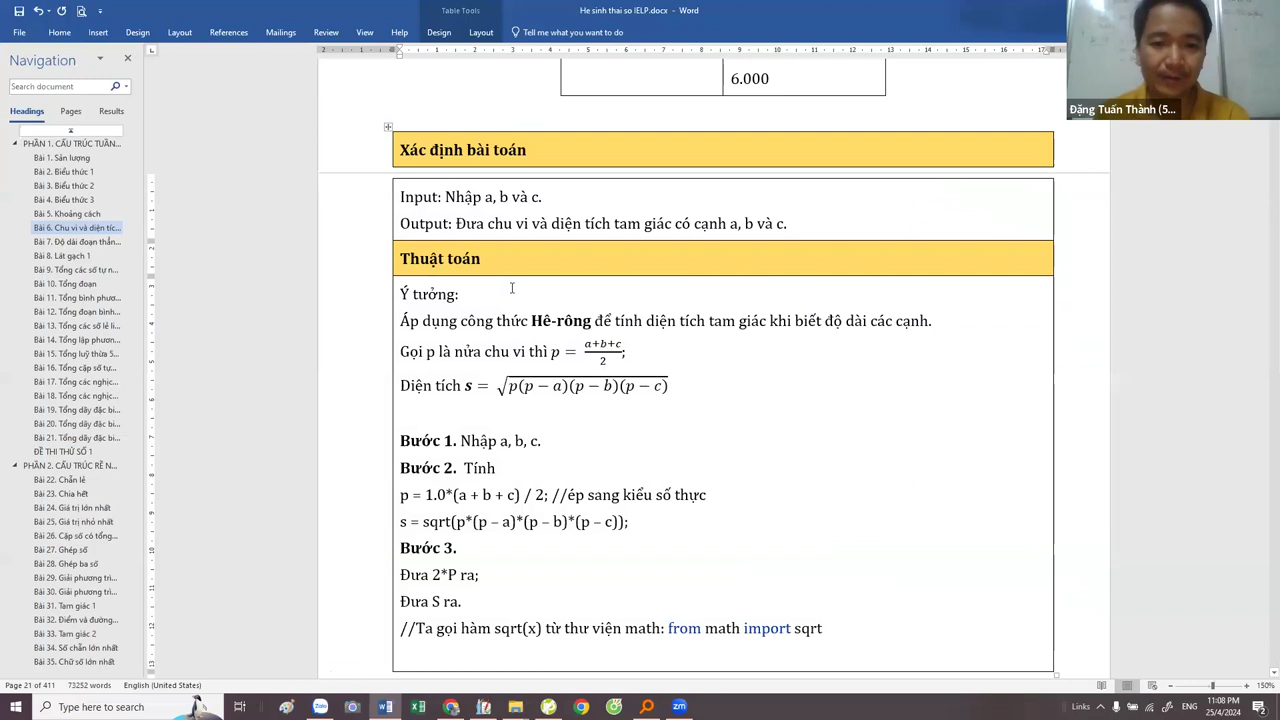 Table Tools
He sinh thai so IELP.docx - Word
File
Home
Insert
Design
Layout
References
Mailings
Review
View
Help
Design
Layout
Tell me what you want to do
Navigation
Search document
Headings
Pages
Results
PHẦN 1. CẤU TRÚC TUẦN...
Bài 1. Sản lượng
Bài 2. Biểu thức 1
Bài 3. Biểu thức 2
Bài 4. Biểu thức 3
Bài 5. Khoảng cách
Bài 6. Chu vi và diện tíc...
Bài 7. Độ dài đoạn thẳn...
Bài 8. Lát gạch 1
Bài 9. Tổng các số tự n...
Bài 10. Tổng đoạn
Bài 11. Tổng bình phươ...
Bài 12. Tổng đoạn bình...
Bài 13. Tổng các số lẻ li...
Bài 14. Tổng lập phươn...
Bài 15. Tổng luỹ thừa 5...
Bài 16. Tổng cặp số tự...
Bài 17. Tổng các nghịc...
Bài 18. Tổng các nghịc...
Bài 19. Tổng dãy đặc bi...
Bài 20. Tổng dãy đặc bi...
Bài 21. Tổng dãy đặc bi...
ĐỀ THI THỬ SỐ 1
PHẦN 2. CẤU TRÚC RẼ N...
Bài 22. Chẵn lẻ
Bài 23. Chia hết
Bài 24. Giá trị lớn nhất
Bài 25. Giá trị nhỏ nhất
Bài 26. Cặp số có tổng...
Bài 27. Ghép số
Bài 28. Ghép ba số
Bài 29. Giải phương trì...
Bài 30. Giải phương trì...
Bài 31. Tam giác 1
Bài 32. Điểm và đường...
Bài 33. Tam giác 2
Bài 34. Số chẵn lớn nhất
Bài 35. Chữ số lớn nhất
6.000
Xác định bài toán
Input: Nhập a, b và c.
Output: Đưa chu vi và diện tích tam giác có cạnh a, b và c.
Thuật toán
Ý tưởng:
Áp dụng công thức Hê-rông để tính diện tích tam giác khi biết độ dài các cạnh.
Gọi p là nửa chu vi thì p = (a+b+c)/2;
Diện tích s = √p(p − a)(p − b)(p − c)
Bước 1. Nhập a, b, c.
Bước 2. Tính
p = 1.0*(a + b + c) / 2; //ép sang kiểu số thực
s = sqrt(p*(p – a)*(p – b)*(p – c));
Bước 3.
Đưa 2*P ra;
Đưa S ra.
//Ta gọi hàm sqrt(x) từ thư viện math: from math import sqrt
Đặng Tuấn Thành (5...
Page 21 of 411
73252 words
English (United States)
150%
Search
11:08 PM
25/4/2024